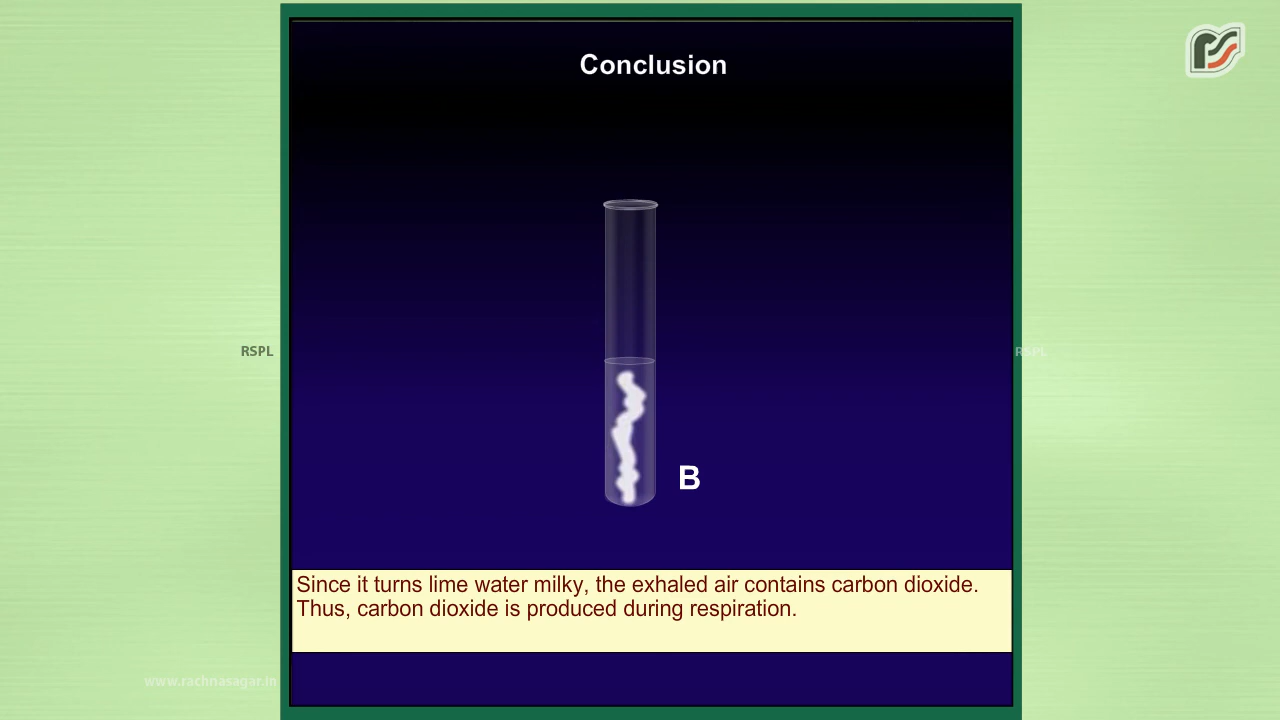 Conclusion
RSPL
RSPL
B
Since it turns lime water milky, the exhaled air contains carbon dioxide.
Thus, carbon dioxide is produced during respiration.
www.rachnasagar.in